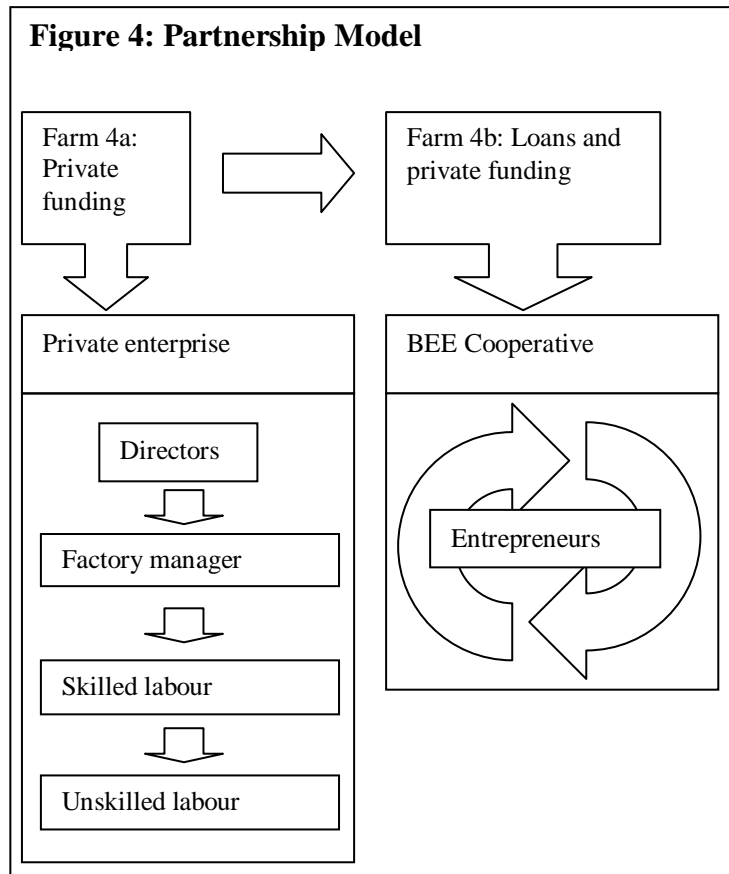 Figure 4: Partnership Model
Farm 4a:
Private
funding
Farm 4b: Loans and
private funding
Private enterprise
Directors
Factory manager
Skilled labour
Unskilled labour
BEE Cooperative
Entrepreneurs